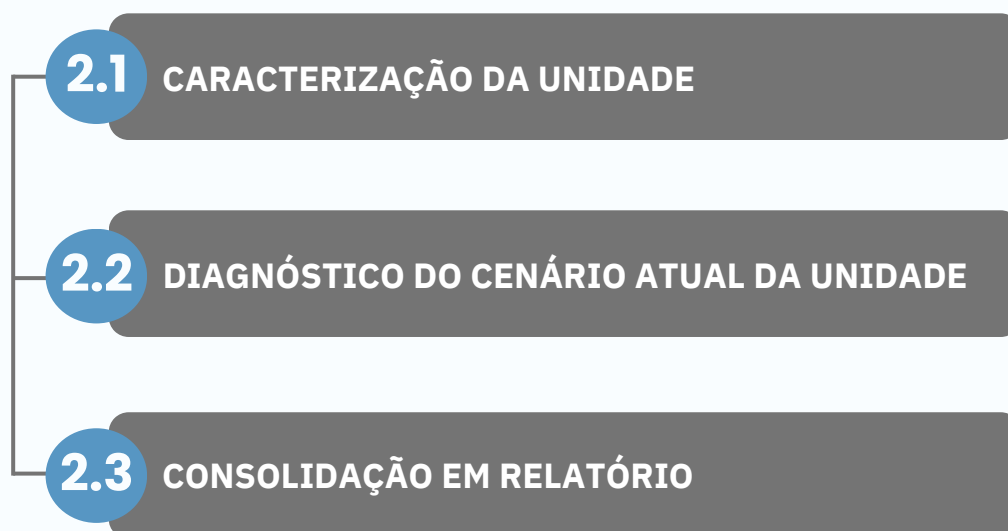 2.1 CARACTERIZAÇÃO DA UNIDADE
2.2 DIAGNÓSTICO DO CENÁRIO ATUAL DA UNIDADE
2.3 CONSOLIDAÇÃO EM RELATÓRIO